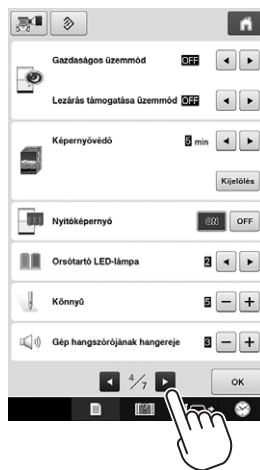 Gazdaságos üzemmód OFF
Lezárás támogatása üzemmód OFF
Képernyővédő 5 min
Kijelölés
Nyitóképernyő ON OFF
Orsótartó LED-lámpa 2
Könnyű 5
Gép hangszórójának hangereje 3
4/7 OK